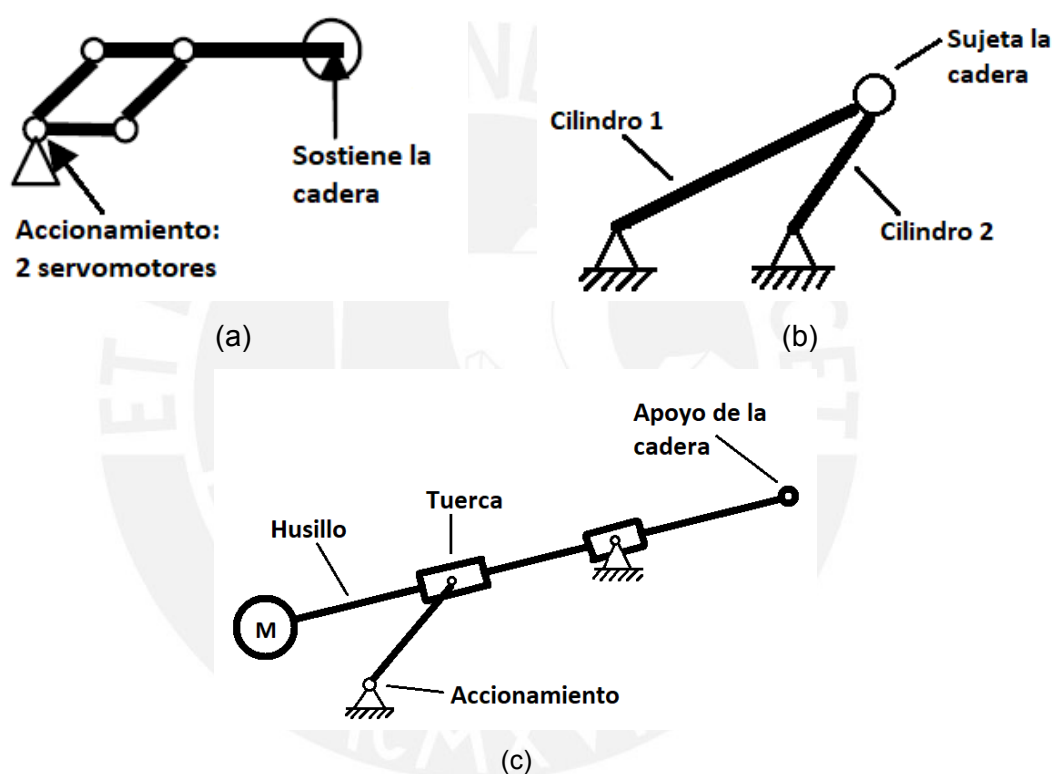 Sostiene la
cadera
Accionamiento:
2 servomotores
(a)
Sujeta la
cadera
Cilindro 1
Cilindro 2
(b)
Apoyo de la
cadera
Tuerca
Husillo
M
Accionamiento
(c)